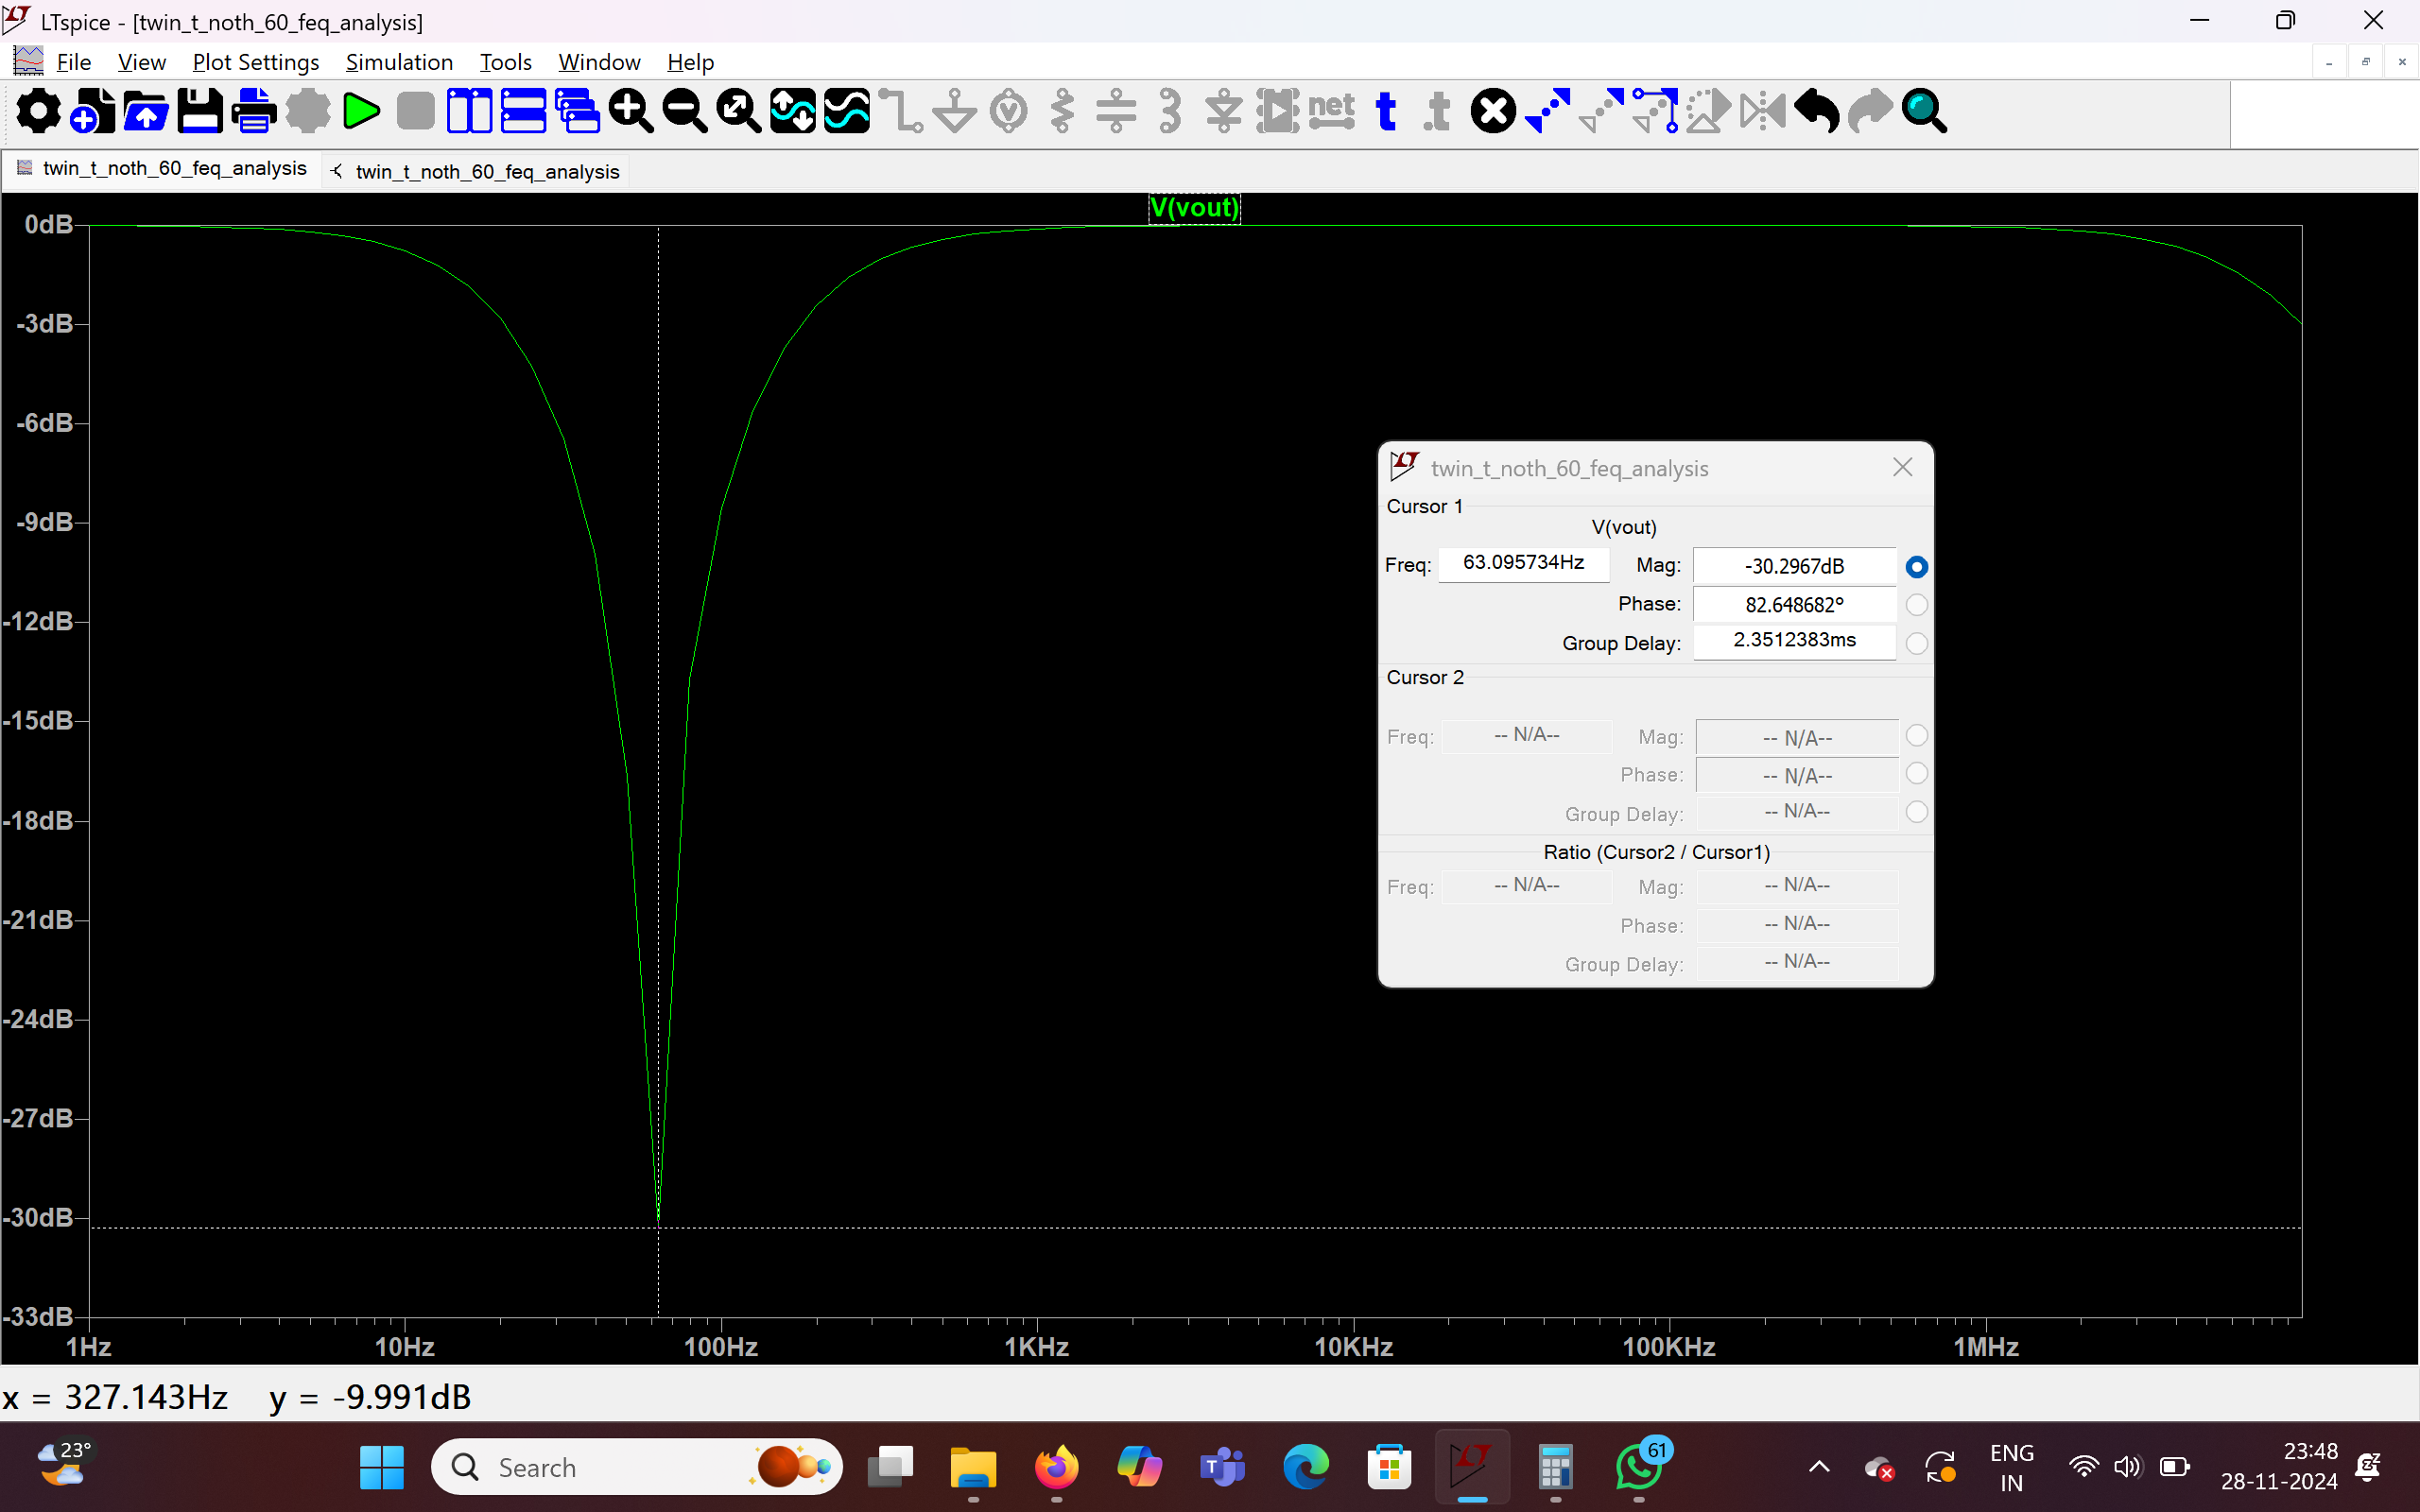 LTspice - [twin_t_noth_60_feq_analysis]
File View Plot Settings Simulation Tools Window Help
net t .t
twin_t_noth_60_feq_analysis twin_t_noth_60_feq_analysis
V(vout)
0dB
-3dB
-6dB
-9dB
-12dB
-15dB
-18dB
-21dB
-24dB
-27dB
-30dB
-33dB
1Hz 10Hz 100Hz 1KHz 10KHz 100KHz 1MHz
twin_t_noth_60_feq_analysis
Cursor 1
V(vout)
Freq: 63.095734Hz Mag: -30.2967dB
Phase: 82.648682°
Group Delay: 2.3512383ms
Cursor 2
Freq: -- N/A-- Mag: -- N/A--
Phase: -- N/A--
Group Delay: -- N/A--
Ratio (Cursor2 / Cursor1)
Freq: -- N/A-- Mag: -- N/A--
Phase: -- N/A--
Group Delay: -- N/A--
x = 327.143Hz y = -9.991dB
23°
Search
61
ENG
IN
23:48
28-11-2024